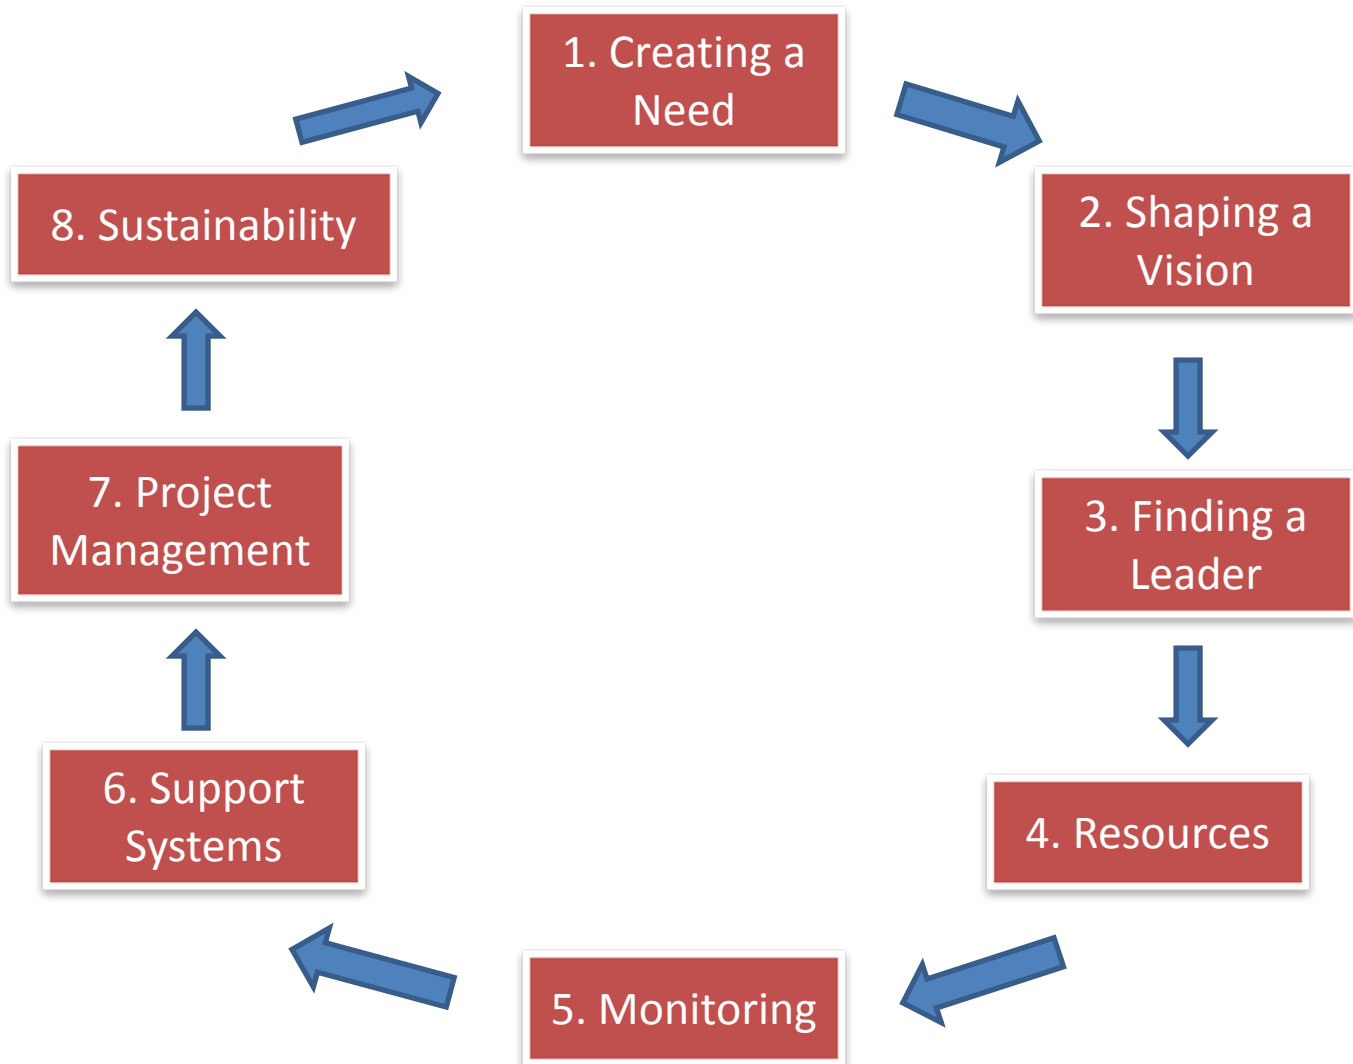 1. Creating a
Need
2. Shaping a
Vision
3. Finding a
Leader
4. Resources
5. Monitoring
6. Support
Systems
7. Project
Management
8. Sustainability